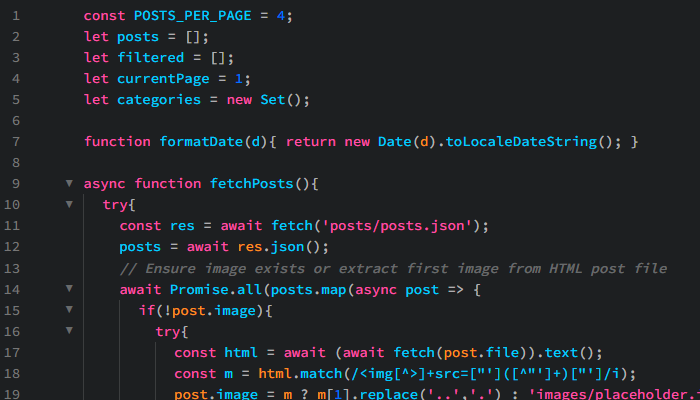 1 const POSTS_PER_PAGE = 4;
2 let posts = [];
3 let filtered = [];
4 let currentPage = 1;
5 let categories = new Set();
6
7 function formatDate(d){ return new Date(d).toLocaleDateString(); }
8
9 async function fetchPosts(){
10 try{
11 const res = await fetch('posts/posts.json');
12 posts = await res.json();
13 // Ensure image exists or extract first image from HTML post file
14 await Promise.all(posts.map(async post => {
15 if(!post.image){
16 try{
17 const html = await (await fetch(post.file)).text();
18 const m = html.match(/<img[^>]+src=["']([^"']+)["']/i);
19 post.image = m ? m[1].replace('..','.') : 'images/placeholder.